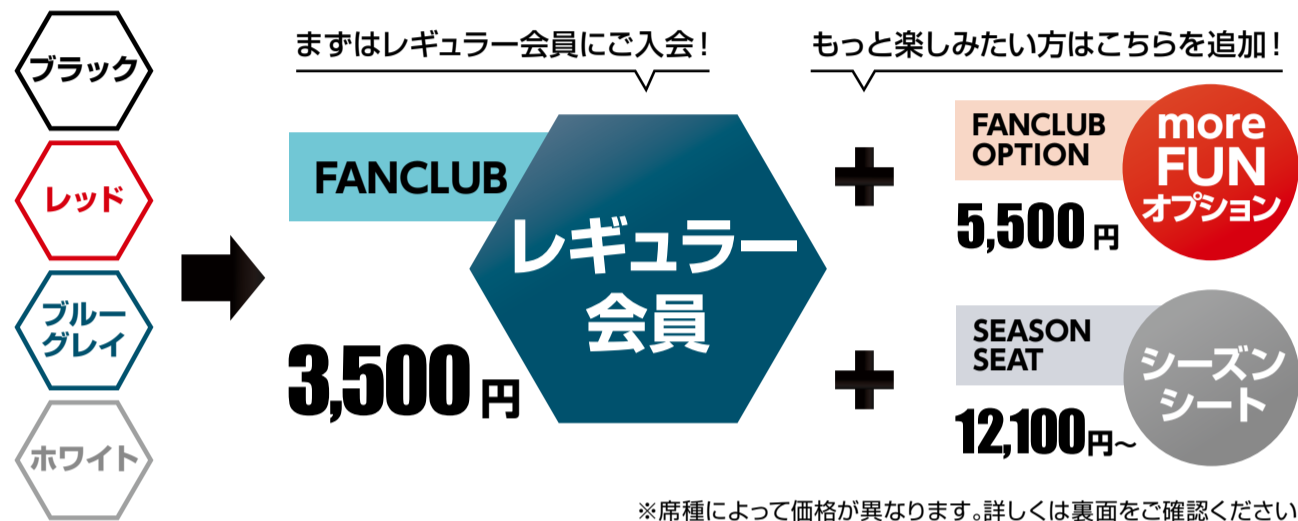 ブラック
レッド
ブルー
グレイ
ホワイト
まずはレギュラー会員にご入会！
FANCLUB
レギュラー
会員
3,500円
もっと楽しみたい方はこちらを追加！
FANCLUB
OPTION
more
FUN
オプション
5,500円
SEASON
SEAT
シーズン
シート
12,100円～
※席種によって価格が異なります。詳しくは裏面をご確認ください